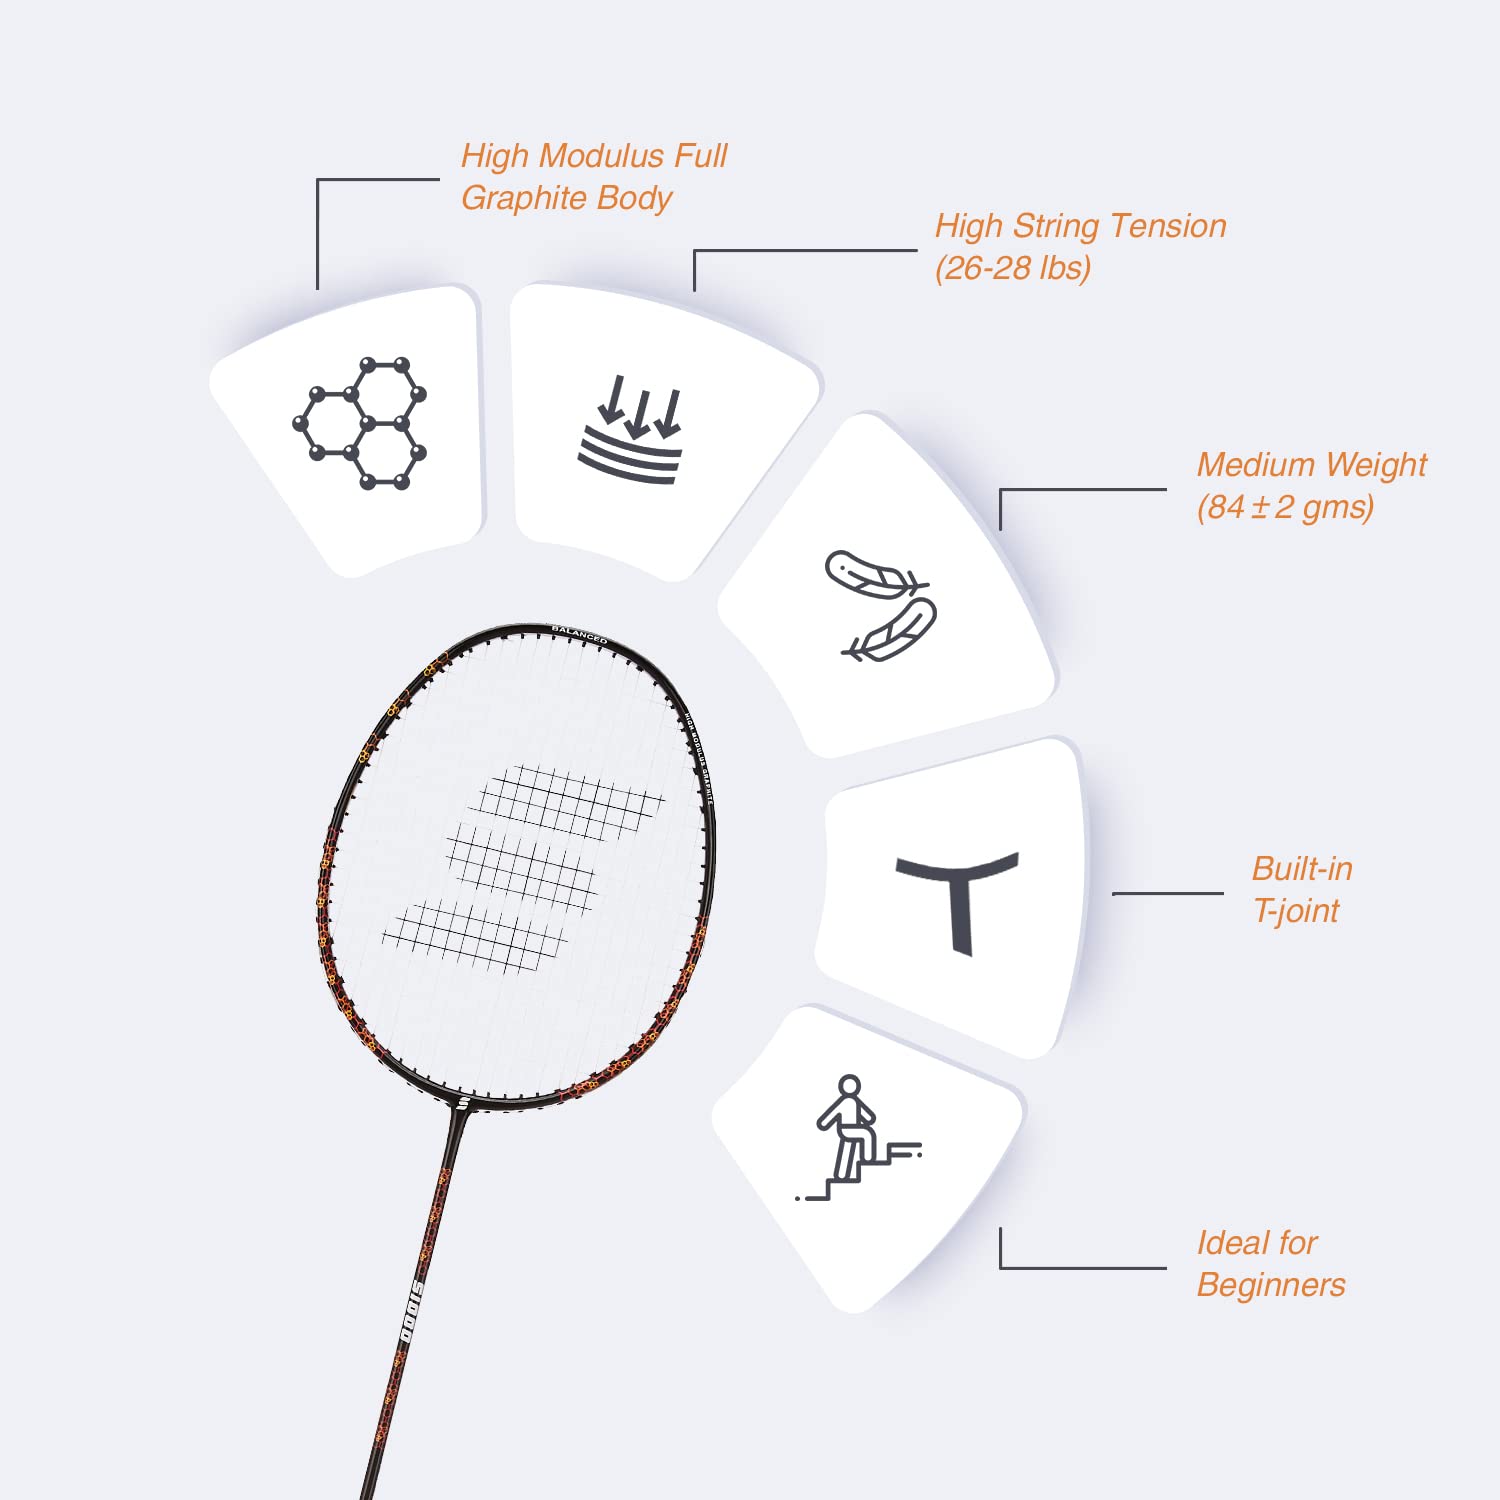 High Modulus Full
Graphite Body
High String Tension
(26-28 lbs)
Medium Weight
(84 ± 2 gms)
Built-in
T-joint
Ideal for
Beginners
BALANCED
HIGH MODULUS GRAPHITE